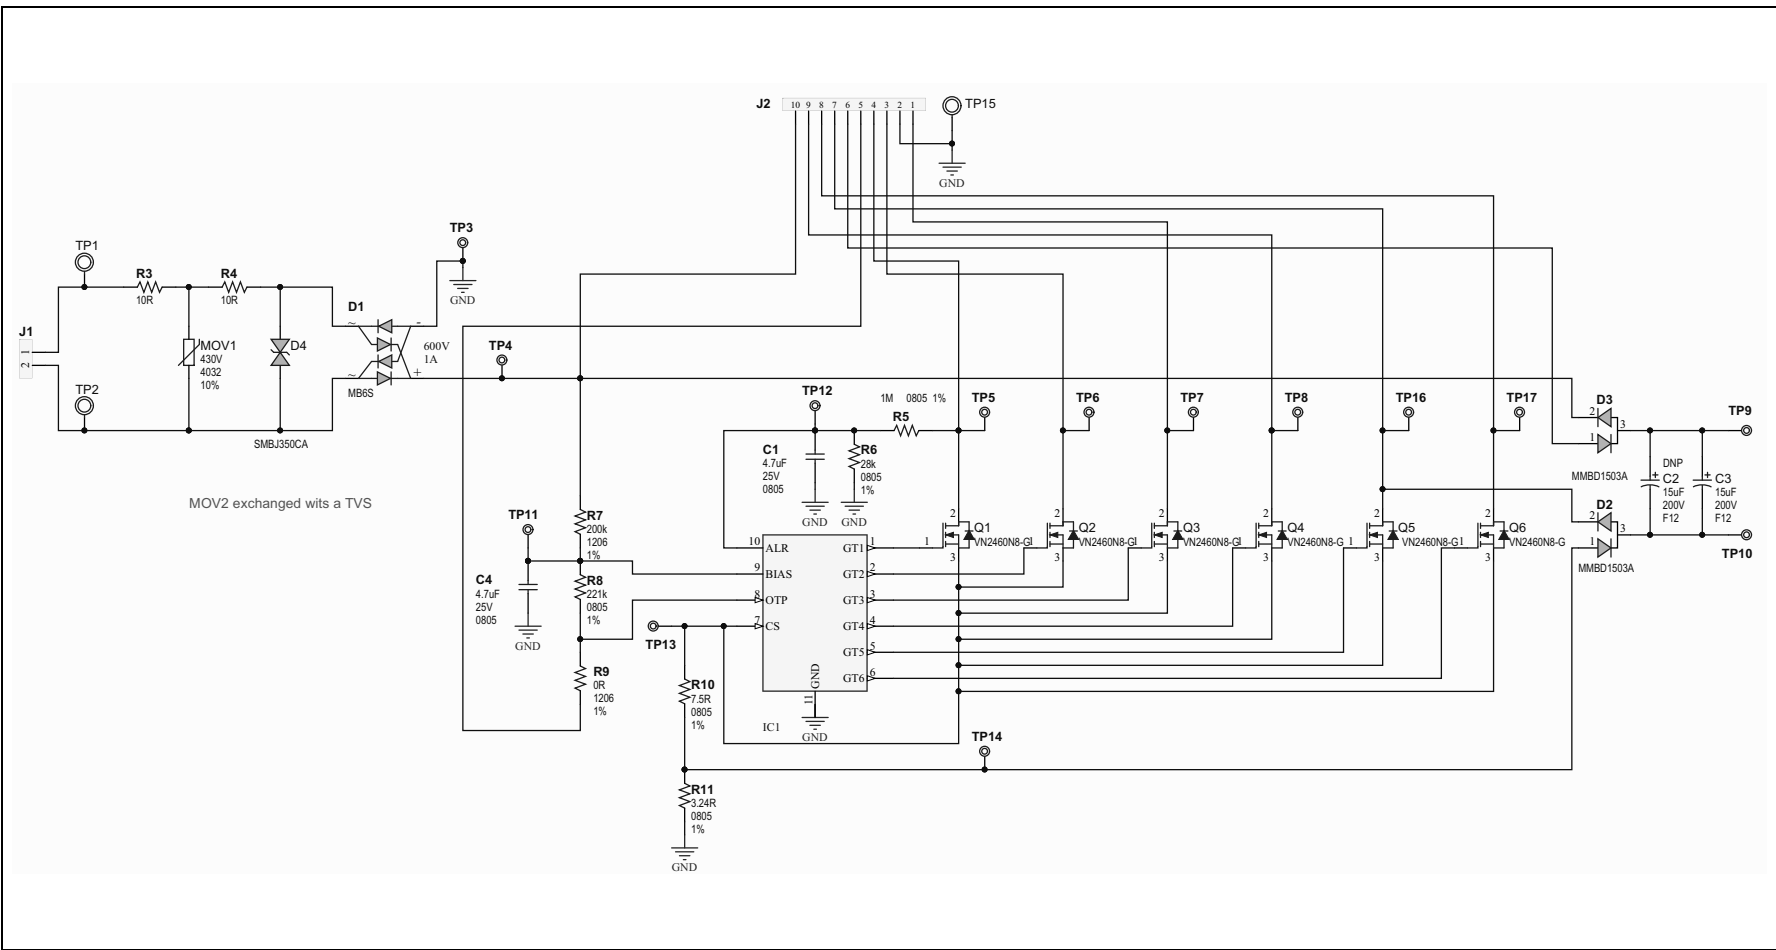 J2
10 9 8 7 6 5 4 3 2 1
TP15
GND
TP3
GND
TP1
R3
10R
R4
10R
D1
~
-
~
+
600V
1A
MB6S
J1
1
2
MOV1
430V
4032
10%
D4
TP2
SMBJ350CA
MOV2 exchanged wits a TVS
TP4
TP12
1M 0805 1%
R5
TP5
TP6
TP7
TP8
TP16
TP17
D3
2
1
3
MMBD1503A
TP9
C1
4.7uF
25V
0805
GND
R6
28k
0805
1%
GND
DNP
+
C2
15uF
200V
F12
+
C3
15uF
200V
F12
D2
2
1
3
MMBD1503A
TP10
TP11
R7
200k
1206
1%
C4
4.7uF
25V
0805
GND
R8
221k
0805
1%
R9
0R
1206
1%
10 ALR
9 BIAS
8 OTP
7 CS
GT1 1
GT2 2
GT3 3
GT4 4
GT5 5
GT6 6
GND
11
IC1
GND
2
Q1
VN2460N8-G
1
3
2
Q2
VN2460N8-G
1
3
2
Q3
VN2460N8-G
1
3
2
Q4
VN2460N8-G
1
3
2
Q5
VN2460N8-G
1
3
2
Q6
VN2460N8-G
1
3
TP13
R10
7.5R
0805
1%
TP14
R11
3.24R
0805
1%
GND